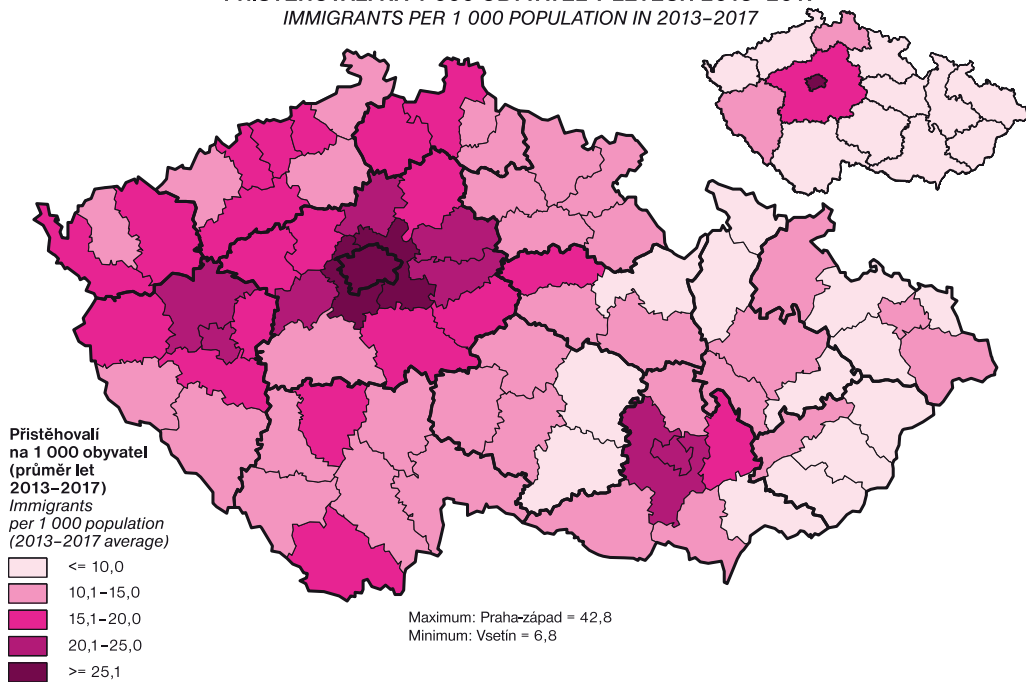 IMMIGRANTS PER 1 000 POPULATION IN 2013–2017
Přistěhovalí
na 1 000 obyvatel
(průměr let
2013–2017)
Immigrants
per 1 000 population
(2013–2017 average)
<= 10,0
10,1–15,0
15,1–20,0
20,1–25,0
>= 25,1
Maximum: Praha-západ = 42,8
Minimum: Vsetín = 6,8